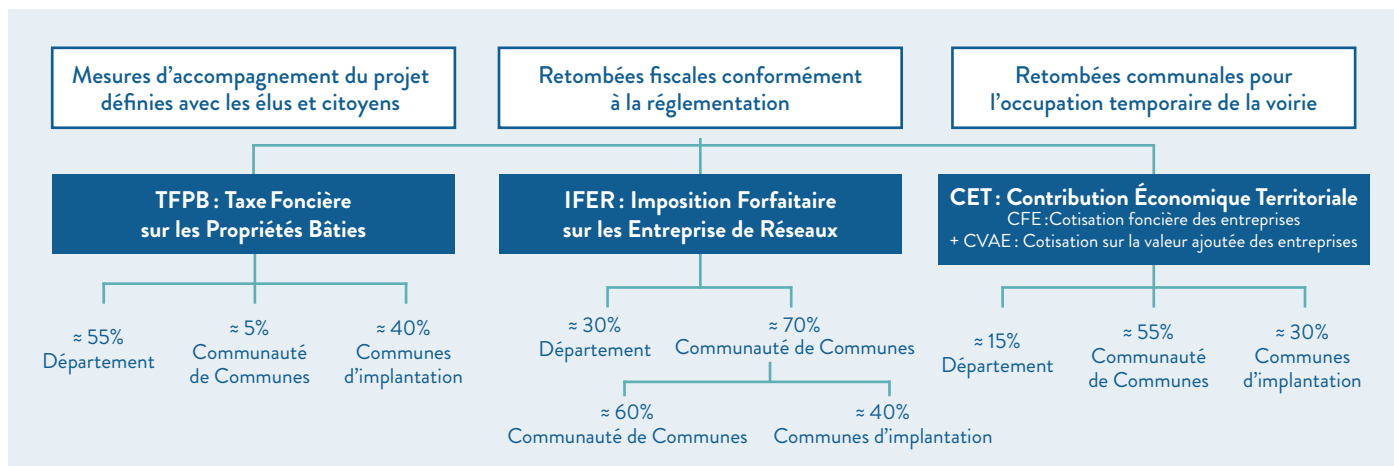 Mesures d'accompagnement du projet
définies avec les élus et citoyens
Retombées fiscales conformément
à la réglementation
Retombées communales pour
l'occupation temporaire de la voirie
TFPB : Taxe Foncière
sur les Propriétés Bâties
IFER : Imposition Forfaitaire
sur les Entreprise de Réseaux
CET : Contribution Économique Territoriale
CFE :Cotisation foncière des entreprises
+ CVAE : Cotisation sur la valeur ajoutée des entreprises
≈ 55%
Département
≈ 5%
Communauté
de Communes
≈ 40%
Communes
d'implantation
≈ 30%
Département
≈ 70%
Communauté de Communes
≈ 60%
Communauté de Communes
≈ 40%
Communes d'implantation
≈ 15%
Département
≈ 55%
Communauté
de Communes
≈ 30%
Communes
d'implantation